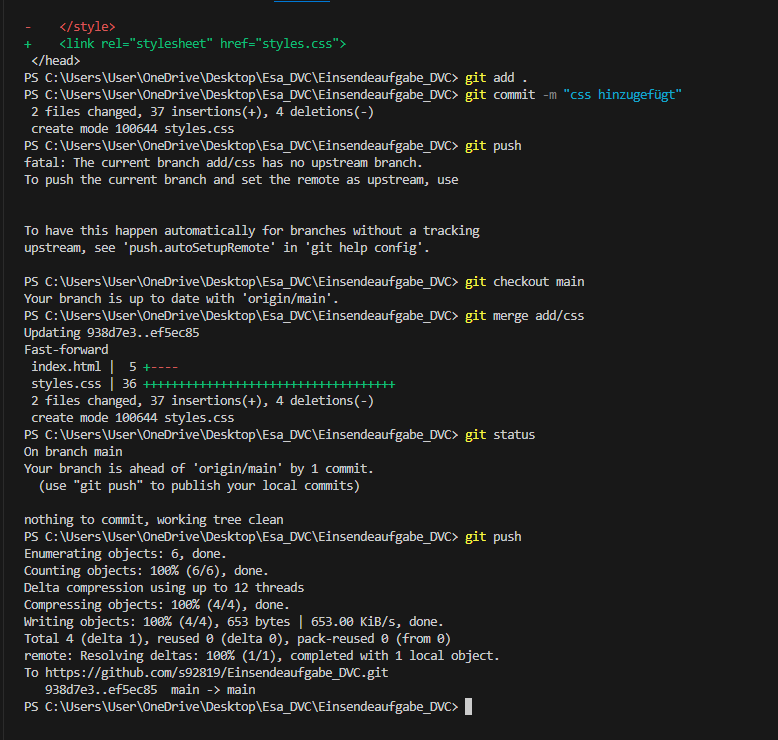 -    </style>
+    <link rel="stylesheet" href="styles.css">
 </head>
PS C:\Users\User\OneDrive\Desktop\Esa_DVC\Einsendeaufgabe_DVC> git add .
PS C:\Users\User\OneDrive\Desktop\Esa_DVC\Einsendeaufgabe_DVC> git commit -m "css hinzugefügt"
 2 files changed, 37 insertions(+), 4 deletions(-)
 create mode 100644 styles.css
PS C:\Users\User\OneDrive\Desktop\Esa_DVC\Einsendeaufgabe_DVC> git push
fatal: The current branch add/css has no upstream branch.
To push the current branch and set the remote as upstream, use
To have this happen automatically for branches without a tracking
upstream, see 'push.autoSetupRemote' in 'git help config'.
PS C:\Users\User\OneDrive\Desktop\Esa_DVC\Einsendeaufgabe_DVC> git checkout main
Your branch is up to date with 'origin/main'.
PS C:\Users\User\OneDrive\Desktop\Esa_DVC\Einsendeaufgabe_DVC> git merge add/css
Updating 938d7e3..ef5ec85
Fast-forward
 index.html |  5 +----
 styles.css | 36 ++++++++++++++++++++++++++++++++++++
 2 files changed, 37 insertions(+), 4 deletions(-)
 create mode 100644 styles.css
PS C:\Users\User\OneDrive\Desktop\Esa_DVC\Einsendeaufgabe_DVC> git status
On branch main
Your branch is ahead of 'origin/main' by 1 commit.
  (use "git push" to publish your local commits)
nothing to commit, working tree clean
PS C:\Users\User\OneDrive\Desktop\Esa_DVC\Einsendeaufgabe_DVC> git push
Enumerating objects: 6, done.
Counting objects: 100% (6/6), done.
Delta compression using up to 12 threads
Compressing objects: 100% (4/4), done.
Writing objects: 100% (4/4), 653 bytes | 653.00 KiB/s, done.
Total 4 (delta 1), reused 0 (delta 0), pack-reused 0 (from 0)
remote: Resolving deltas: 100% (1/1), completed with 1 local object.
To https://github.com/s92819/Einsendeaufgabe_DVC.git
   938d7e3..ef5ec85  main -> main
PS C:\Users\User\OneDrive\Desktop\Esa_DVC\Einsendeaufgabe_DVC>